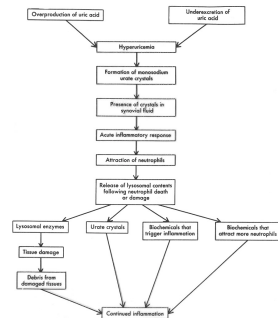 Overproduction of uric acid
Underexcretion of
uric acid
Hyperuricemia
Formation of monosodium
urate crystals
Presence of crystals in
synovial fluid
Acute inflammatory response
Attraction of neutrophils
Release of lysosomal contents
following neutrophil death
or damage
Lysosomal enzymes
Urate crystals
Biochemicals that
trigger inflammation
Biochemicals that
attract more neutrophils
Tissue damage
Debris from
damaged tissues
Continued inflammation